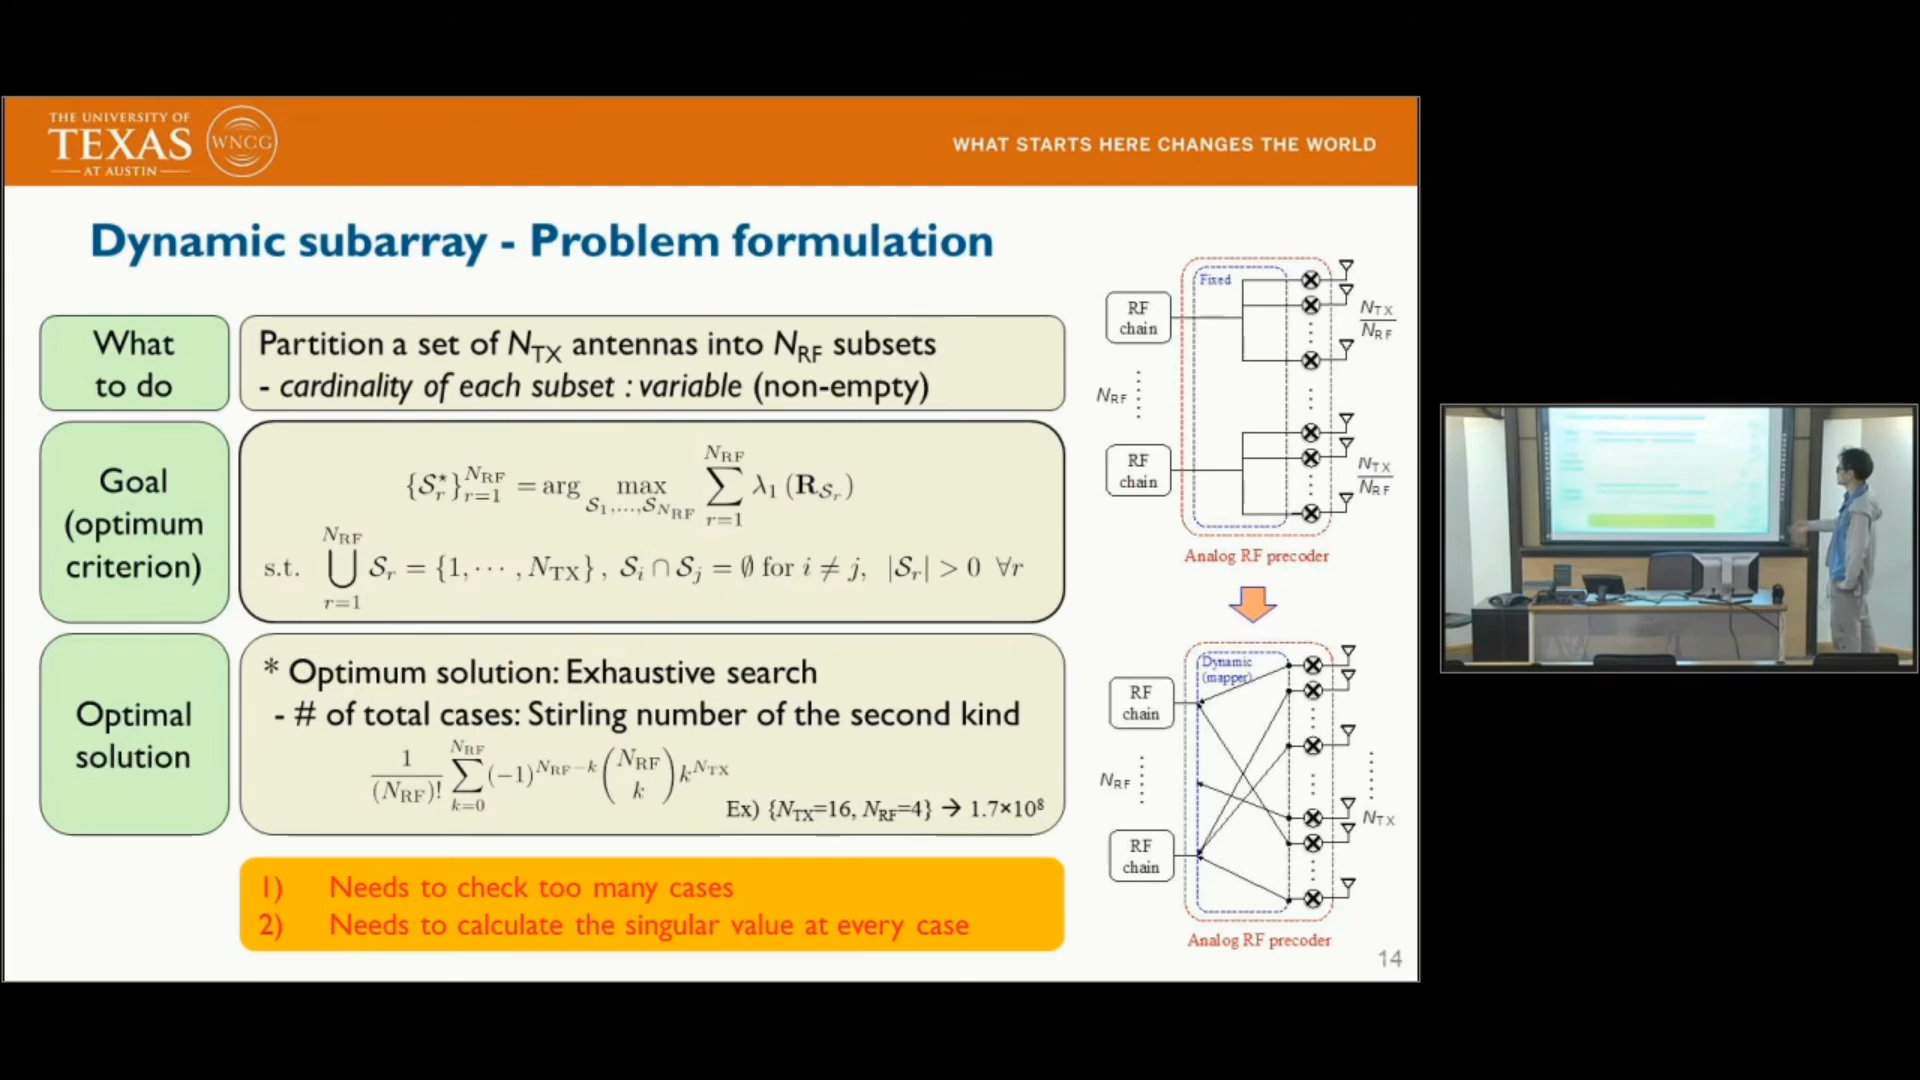 THE UNIVERSITY OF
TEXAS
AT AUSTIN
WNCG
WHAT STARTS HERE CHANGES THE WORLD
Dynamic subarray - Problem formulation
What
to do
Partition a set of N_TX antennas into N_RF subsets
- cardinality of each subset : variable (non-empty)
Goal
(optimum
criterion)
{S_r^⋆}_{r=1}^{N_RF} = arg max_{S_1,...,S_{N_RF}} ∑_{r=1}^{N_RF} λ_1 (R_{S_r})
s.t. ⋃_{r=1}^{N_RF} S_r = {1, ⋯ , N_TX} , S_i ∩ S_j = ∅ for i ≠ j, |S_r| > 0 ∀r
Optimal
solution
* Optimum solution: Exhaustive search
- # of total cases: Stirling number of the second kind
1/(N_RF)! ∑_{k=0}^{N_RF} (-1)^{N_RF-k} (N_RF k) k^{N_TX}
Ex) {N_TX=16, N_RF=4} → 1.7×10^8
1) Needs to check too many cases
2) Needs to calculate the singular value at every case
Fixed
RF
chain
N_TX
N_RF
N_RF
RF
chain
N_TX
N_RF
Analog RF precoder
Dynamic
(mapper)
RF
chain
N_RF
N_TX
RF
chain
Analog RF precoder
14